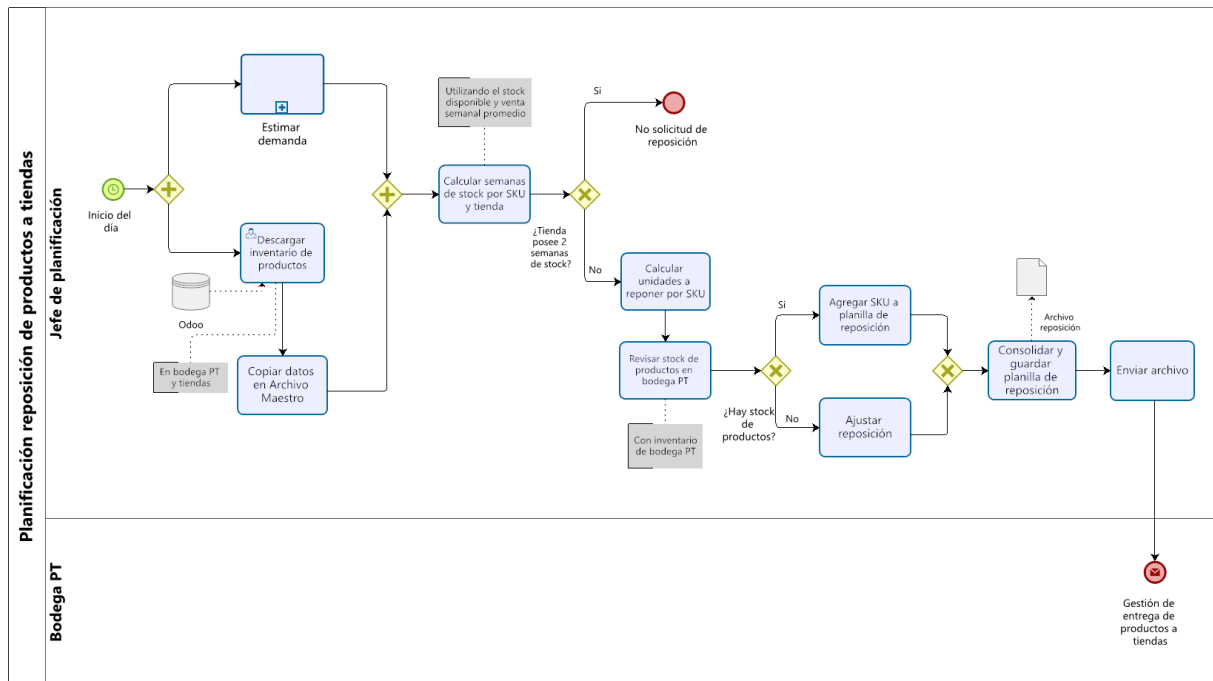 Planificación reposición de productos a tiendas
Jefe de planificación
Inicio del
día
Estimar
demanda
Descargar
inventario de
productos
Odoo
En bodega PT
y tiendas
Copiar datos
en Archivo
Maestro
Utilizando el stock
disponible y venta
semanal promedio
Calcular semanas
de stock por SKU
y tienda
¿Tienda
posee 2
semanas
de stock?
Si
No solicitud de
reposición
No
Calcular
unidades a
reponer por SKU
Revisar stock de
productos en
bodega PT
Con inventario
de bodega PT
¿Hay stock
de
productos?
Si
Agregar SKU a
planilla de
reposición
No
Ajustar
reposición
Archivo
reposición
Consolidar y
guardar
planilla de
reposición
Enviar archivo
Bodega PT
Gestión de
entrega de
productos a
tiendas